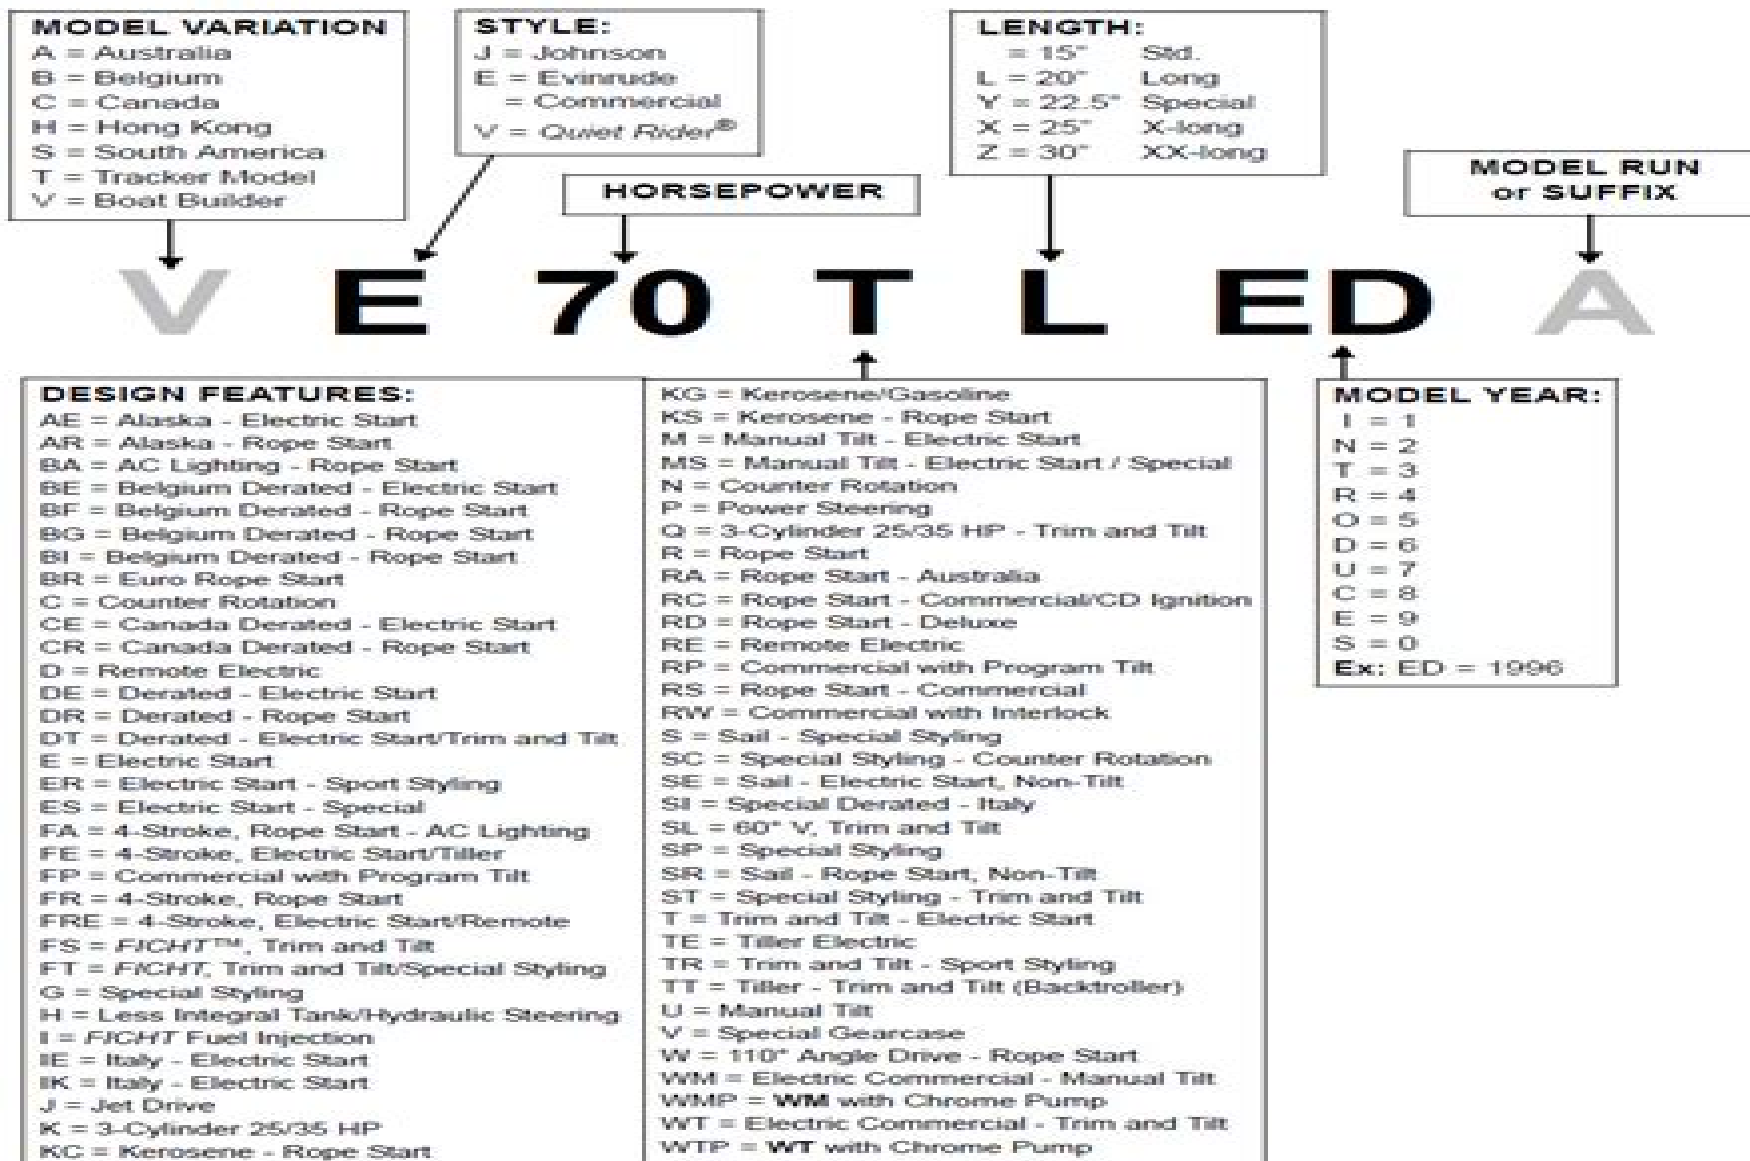 MODEL VARIATION
A = Australia
B = Belgium
C = Canada
H = Hong Kong
S = South America
T = Tracker Model
V = Boat Builder
STYLE:
J = Johnson
E = Evinrude
= Commercial
V = Quiet Rider®
HORSEPOWER
LENGTH:
= 15" Std.
L = 20" Long
Y = 22.5" Special
X = 25" X-long
Z = 30" XX-long
MODEL RUN
or SUFFIX
V E 70 T L ED A
DESIGN FEATURES:
AE = Alaska - Electric Start
AR = Alaska - Rope Start
BA = AC Lighting - Rope Start
BE = Belgium Derated - Electric Start
BF = Belgium Derated - Rope Start
BG = Belgium Derated - Rope Start
BI = Belgium Derated - Rope Start
BR = Euro Rope Start
C = Counter Rotation
CE = Canada Derated - Electric Start
CR = Canada Derated - Rope Start
D = Remote Electric
DE = Derated - Electric Start
DR = Derated - Rope Start
DT = Derated - Electric Start/Trim and Tilt
E = Electric Start
ER = Electric Start - Sport Styling
ES = Electric Start - Special
FA = 4-Stroke, Rope Start - AC Lighting
FE = 4-Stroke, Electric Start/Tiller
FP = Commercial with Program Tilt
FR = 4-Stroke, Rope Start
FRE = 4-Stroke, Electric Start/Remote
FS = FICHT™, Trim and Tilt
FT = FICHT, Trim and Tilt/Special Styling
G = Special Styling
H = Less Integral Tank/Hydraulic Steering
I = FICHT Fuel Injection
IE = Italy - Electric Start
IK = Italy - Electric Start
J = Jet Drive
K = 3-Cylinder 25/35 HP
KC = Kerosene - Rope Start
KG = Kerosene/Gasoline
KS = Kerosene - Rope Start
M = Manual Tilt - Electric Start
MS = Manual Tilt - Electric Start / Special
N = Counter Rotation
P = Power Steering
Q = 3-Cylinder 25/35 HP - Trim and Tilt
R = Rope Start
RA = Rope Start - Australia
RC = Rope Start - Commercial/CD Ignition
RD = Rope Start - Deluxe
RE = Remote Electric
RP = Commercial with Program Tilt
RS = Rope Start - Commercial
RW = Commercial with Interlock
S = Sail - Special Styling
SC = Special Styling - Counter Rotation
SE = Sail - Electric Start, Non-Tilt
SI = Special Derated - Italy
SL = 60° V, Trim and Tilt
SP = Special Styling
SR = Sail - Rope Start, Non-Tilt
ST = Special Styling - Trim and Tilt
T = Trim and Tilt - Electric Start
TE = Tiller Electric
TR = Trim and Tilt - Sport Styling
TT = Tiller - Trim and Tilt (Backtroller)
U = Manual Tilt
V = Special Gearcase
W = 110° Angle Drive - Rope Start
WM = Electric Commercial - Manual Tilt
WMP = WM with Chrome Pump
WT = Electric Commercial - Trim and Tilt
WTP = WT with Chrome Pump
MODEL YEAR:
I = 1
N = 2
T = 3
R = 4
O = 5
D = 6
U = 7
C = 8
E = 9
S = 0
Ex: ED = 1996